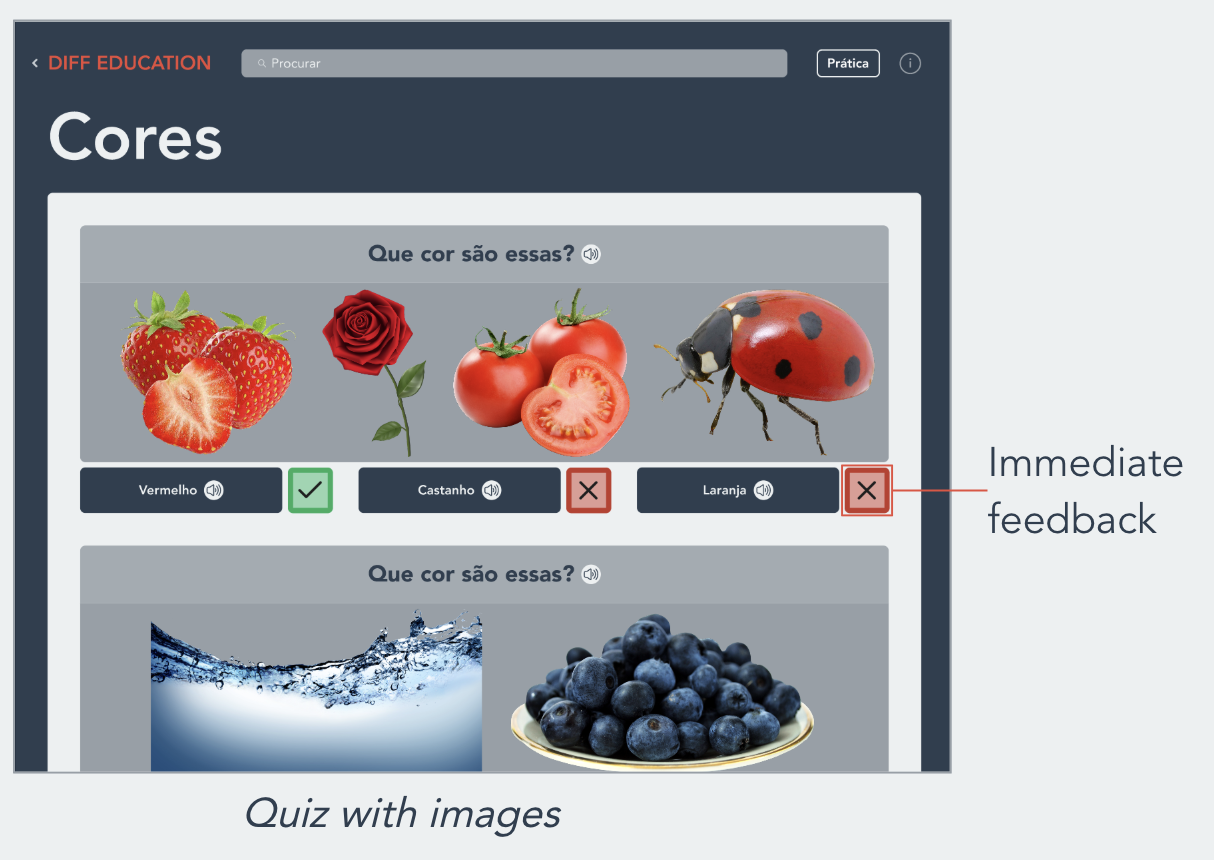 DIFF EDUCATION
Procurar
Prática
Cores
Que cor são essas?
Vermelho
Castanho
Laranja
Immediate
feedback
Que cor são essas?
Quiz with images